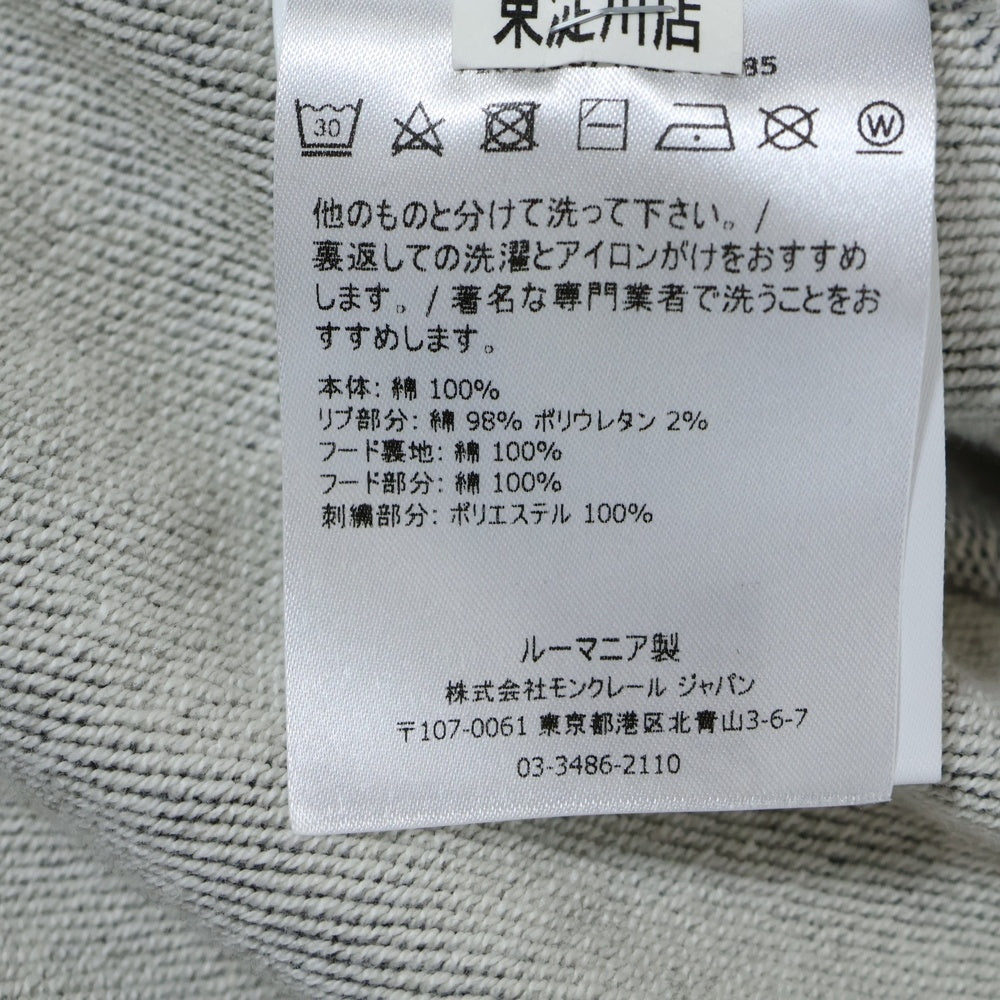 東淀川店
85
30
W
他のものと分けて洗って下さい。/
裏返しての洗濯とアイロンがけをおすすめ
します。/ 著名な専門業者で洗うことをお
すすめします。
本体: 綿 100%
リブ部分: 綿 98% ポリウレタン 2%
フード裏地: 綿 100%
フード部分: 綿 100%
刺繍部分: ポリエステル 100%
ルーマニア製
株式会社モンクレール ジャパン
〒107-0061 東京都港区北青山3-6-7
03-3486-2110